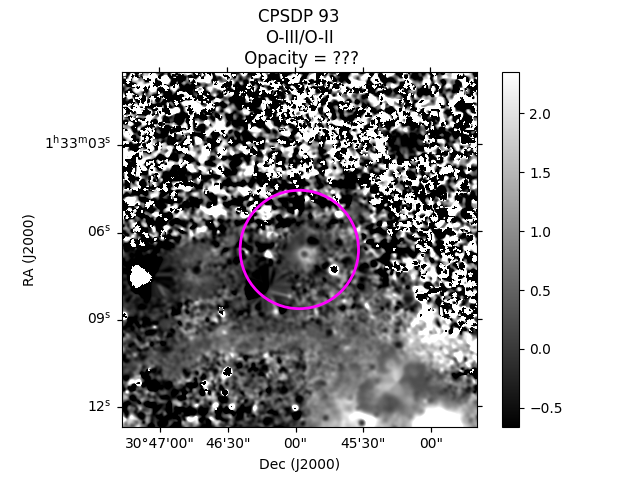 CPSDP 93
O-III/O-II
Opacity = ???
1ʰ33ᵐ03ˢ
06ˢ
09ˢ
12ˢ
RA (J2000)
30°47'00" 46'30" 00" 45'30" 00"
Dec (J2000)
2.0
1.5
1.0
0.5
0.0
−0.5